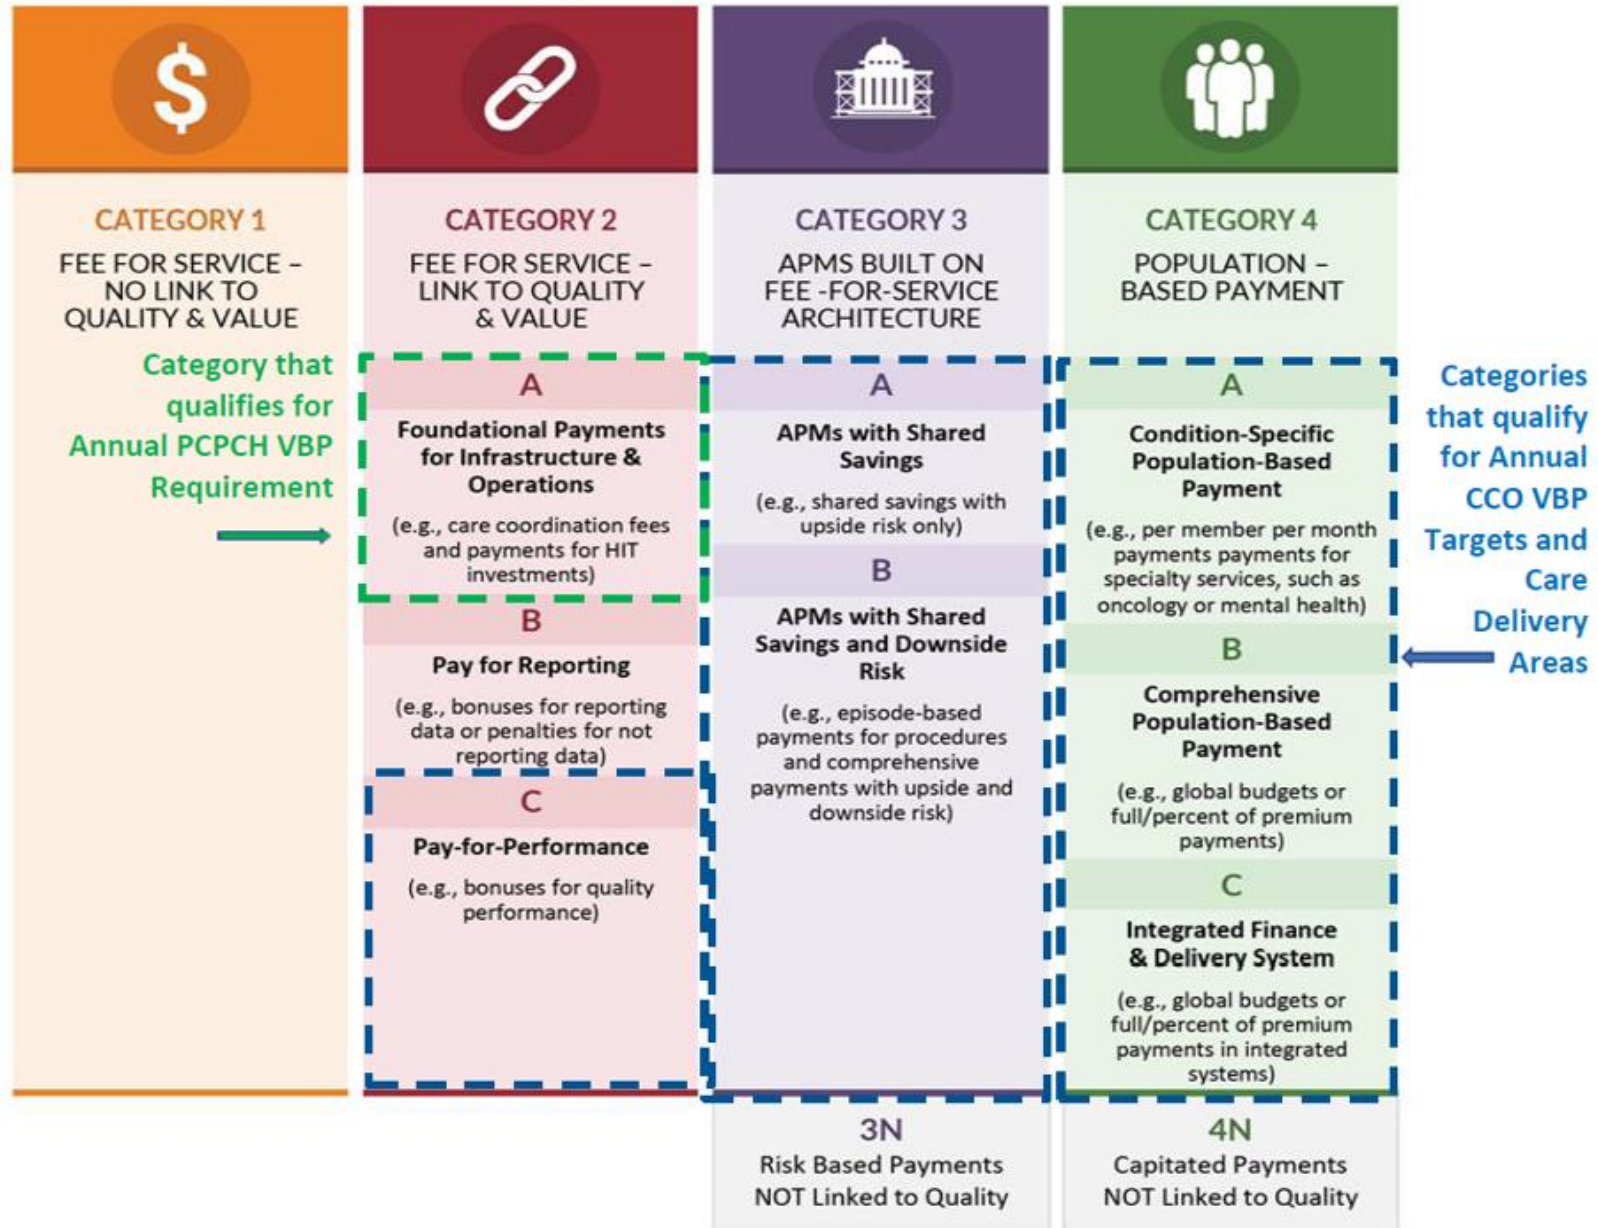 $
CATEGORY 1
FEE FOR SERVICE –
NO LINK TO
QUALITY & VALUE
Category that
qualifies for
Annual PCPCH VBP
Requirement
CATEGORY 2
FEE FOR SERVICE –
LINK TO QUALITY
& VALUE
A
Foundational Payments
for Infrastructure &
Operations
(e.g., care coordination fees
and payments for HIT
investments)
B
Pay for Reporting
(e.g., bonuses for reporting
data or penalties for not
reporting data)
C
Pay-for-Performance
(e.g., bonuses for quality
performance)
CATEGORY 3
APMS BUILT ON
FEE -FOR-SERVICE
ARCHITECTURE
A
APMs with Shared
Savings
(e.g., shared savings with
upside risk only)
B
APMs with Shared
Savings and Downside
Risk
(e.g., episode-based
payments for procedures
and comprehensive
payments with upside and
downside risk)
3N
Risk Based Payments
NOT Linked to Quality
CATEGORY 4
POPULATION –
BASED PAYMENT
A
Condition-Specific
Population-Based
Payment
(e.g., per member per month
payments payments for
specialty services, such as
oncology or mental health)
B
Comprehensive
Population-Based
Payment
(e.g., global budgets or
full/percent of premium
payments)
C
Integrated Finance
& Delivery System
(e.g., global budgets or
full/percent of premium
payments in integrated
systems)
4N
Capitated Payments
NOT Linked to Quality
Categories
that qualify
for Annual
CCO VBP
Targets and
Care
Delivery
Areas